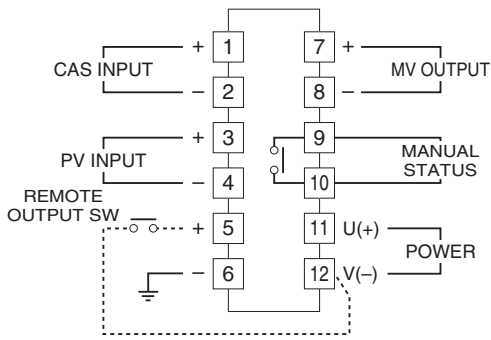 + 1 7 +
CAS INPUT MV OUTPUT
– 2 8 –
+ 3 9
PV INPUT MANUAL
STATUS
– 4 10
REMOTE
OUTPUT SW + 5 11 U(+)
POWER
– 6 12 V(–)